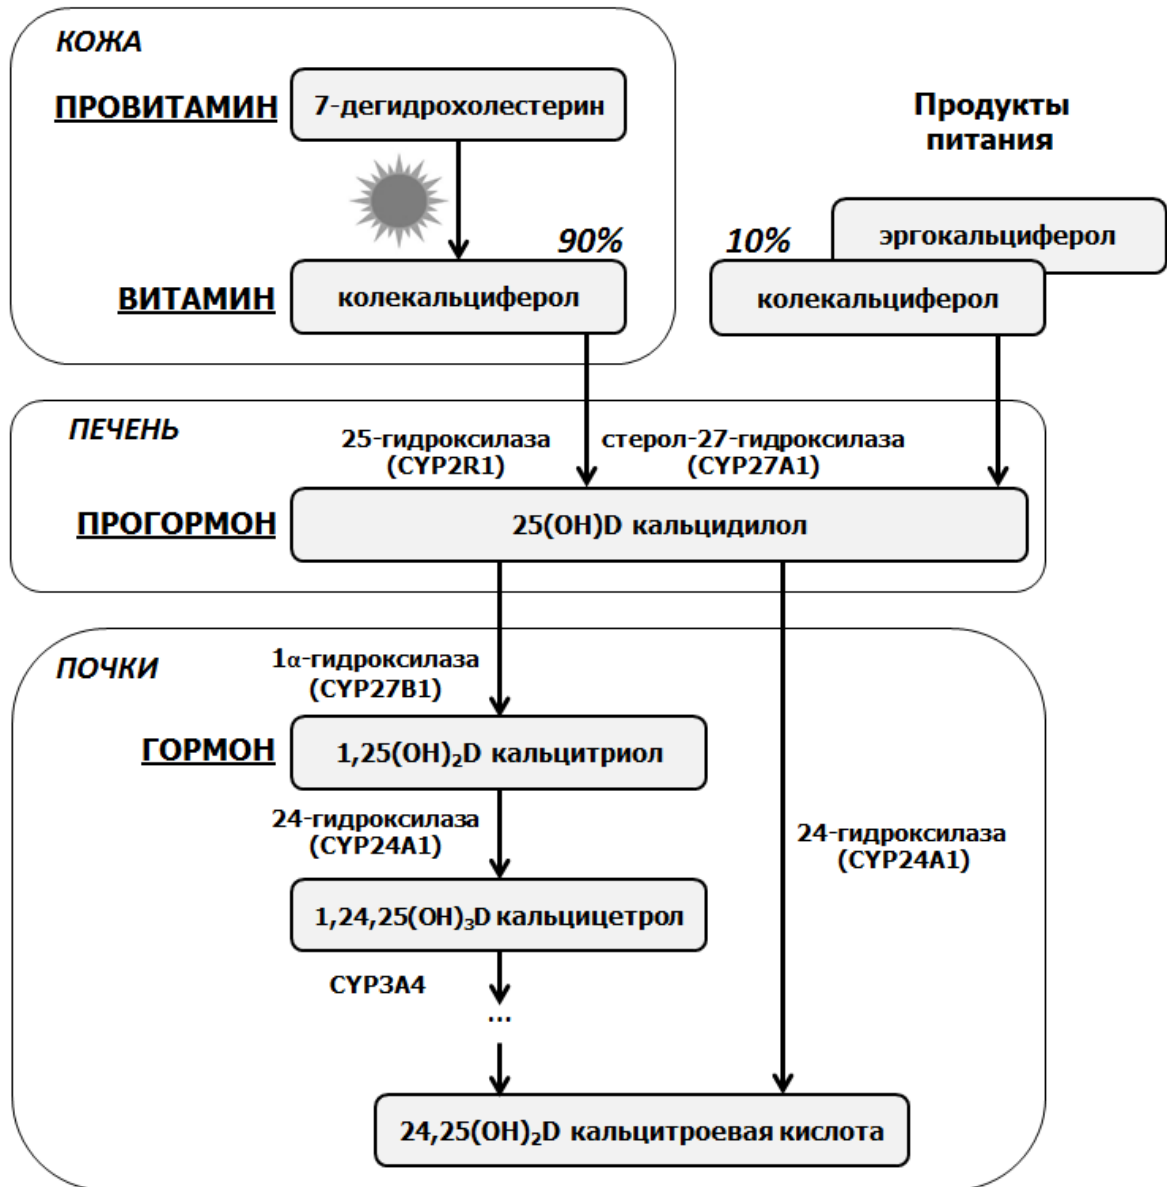 КОЖА
ПРОВИТАМИН
7-дегидрохолестерин
Продукты
питания
90%
10%
эргокальциферол
ВИТАМИН
колекальциферол
колекальциферол
ПЕЧЕНЬ
25-гидроксилаза
(CYP2R1)
стерол-27-гидроксилаза
(CYP27A1)
ПРОГОРМОН
25(OH)D кальцидилол
ПОЧКИ
1α-гидроксилаза
(CYP27B1)
ГОРМОН
1,25(OH)₂D кальцитриол
24-гидроксилаза
(CYP24A1)
24-гидроксилаза
(CYP24A1)
1,24,25(OH)₃D кальцицетрол
CYP3A4
...
24,25(OH)₂D кальцитроевая кислота